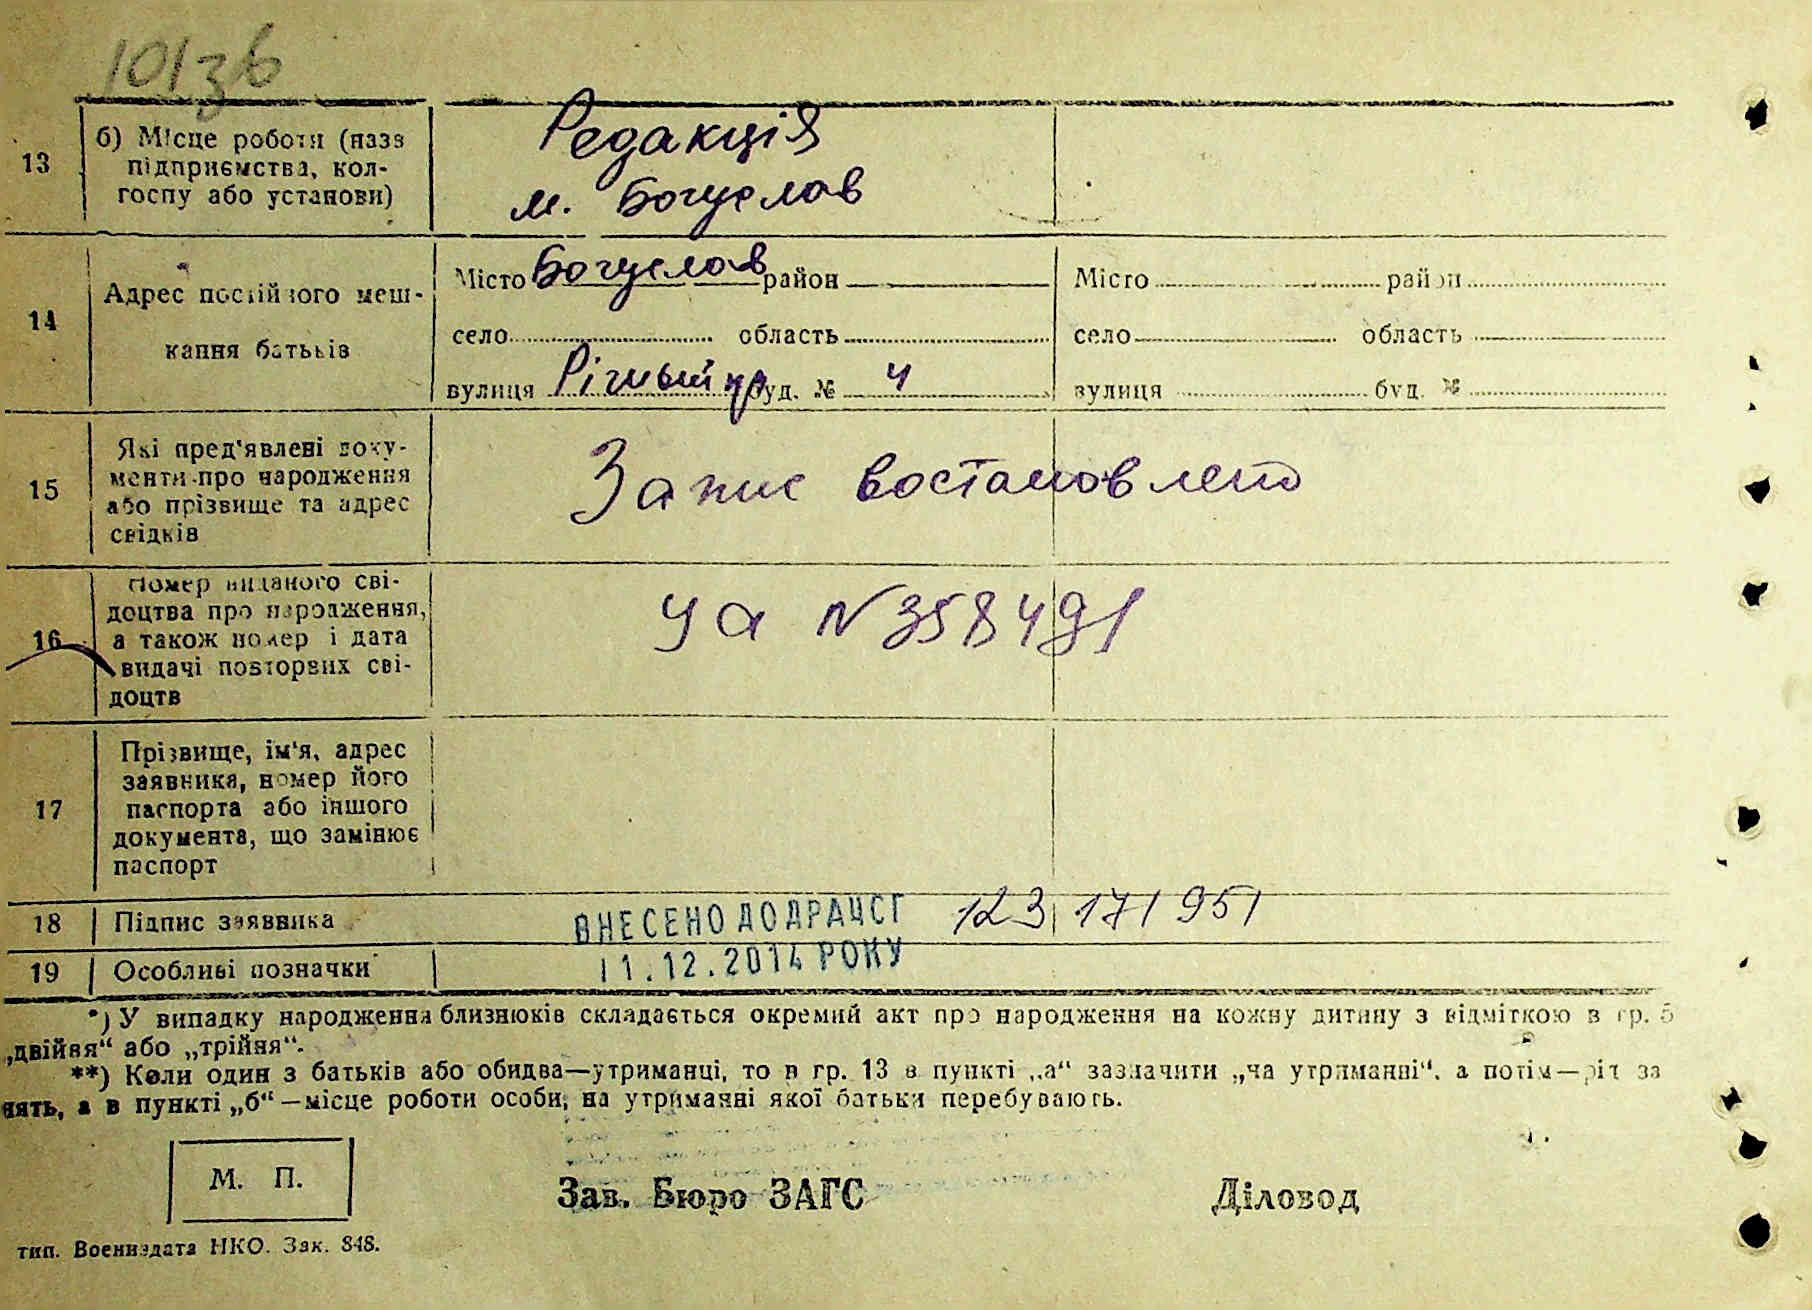 101зв
13
б) Місце роботи (назв
підприємства, кол-
госпу або установи)
Редакція
м. Богуслав
14
Адрес постійного меш-
кання батьків
Місто Богуслав район
село область
вулиця Річный пр буд. № 4
Місто район
село область
вулиця буд. №
15
Які пред'явлені доку-
менти про народження
або прізвище та адрес
свідків
Запис востановлено
16
Номер виданого сві-
доцтва про народження,
а також номер і дата
видачі повторних сві-
доцтв
Уа № 358491
17
Прізвище, ім'я, адрес
заявника, номер його
паспорта або іншого
документа, що замінює
паспорт
18 Підпис заявника
ВНЕСЕНО ДО ДРАЦСГ 123171951
11.12.2014 РОКУ
19 Особливі позначки
*) У випадку народження близнюків складається окремий акт про народження на кожну дитину з відміткою в гр. 5
„двійня“ або „трійня“.
**) Коли один з батьків або обидва—утриманці, то в гр. 13 в пункті „а“ зазначити „на утриманні“, а потім—ріт за
нять, а в пункті „б“—місце роботи особи, на утриманні якої батьки перебувають.
М. П.
Зав. Бюро ЗАГС Діловод
тип. Воениздата НКО. Зак. 848.